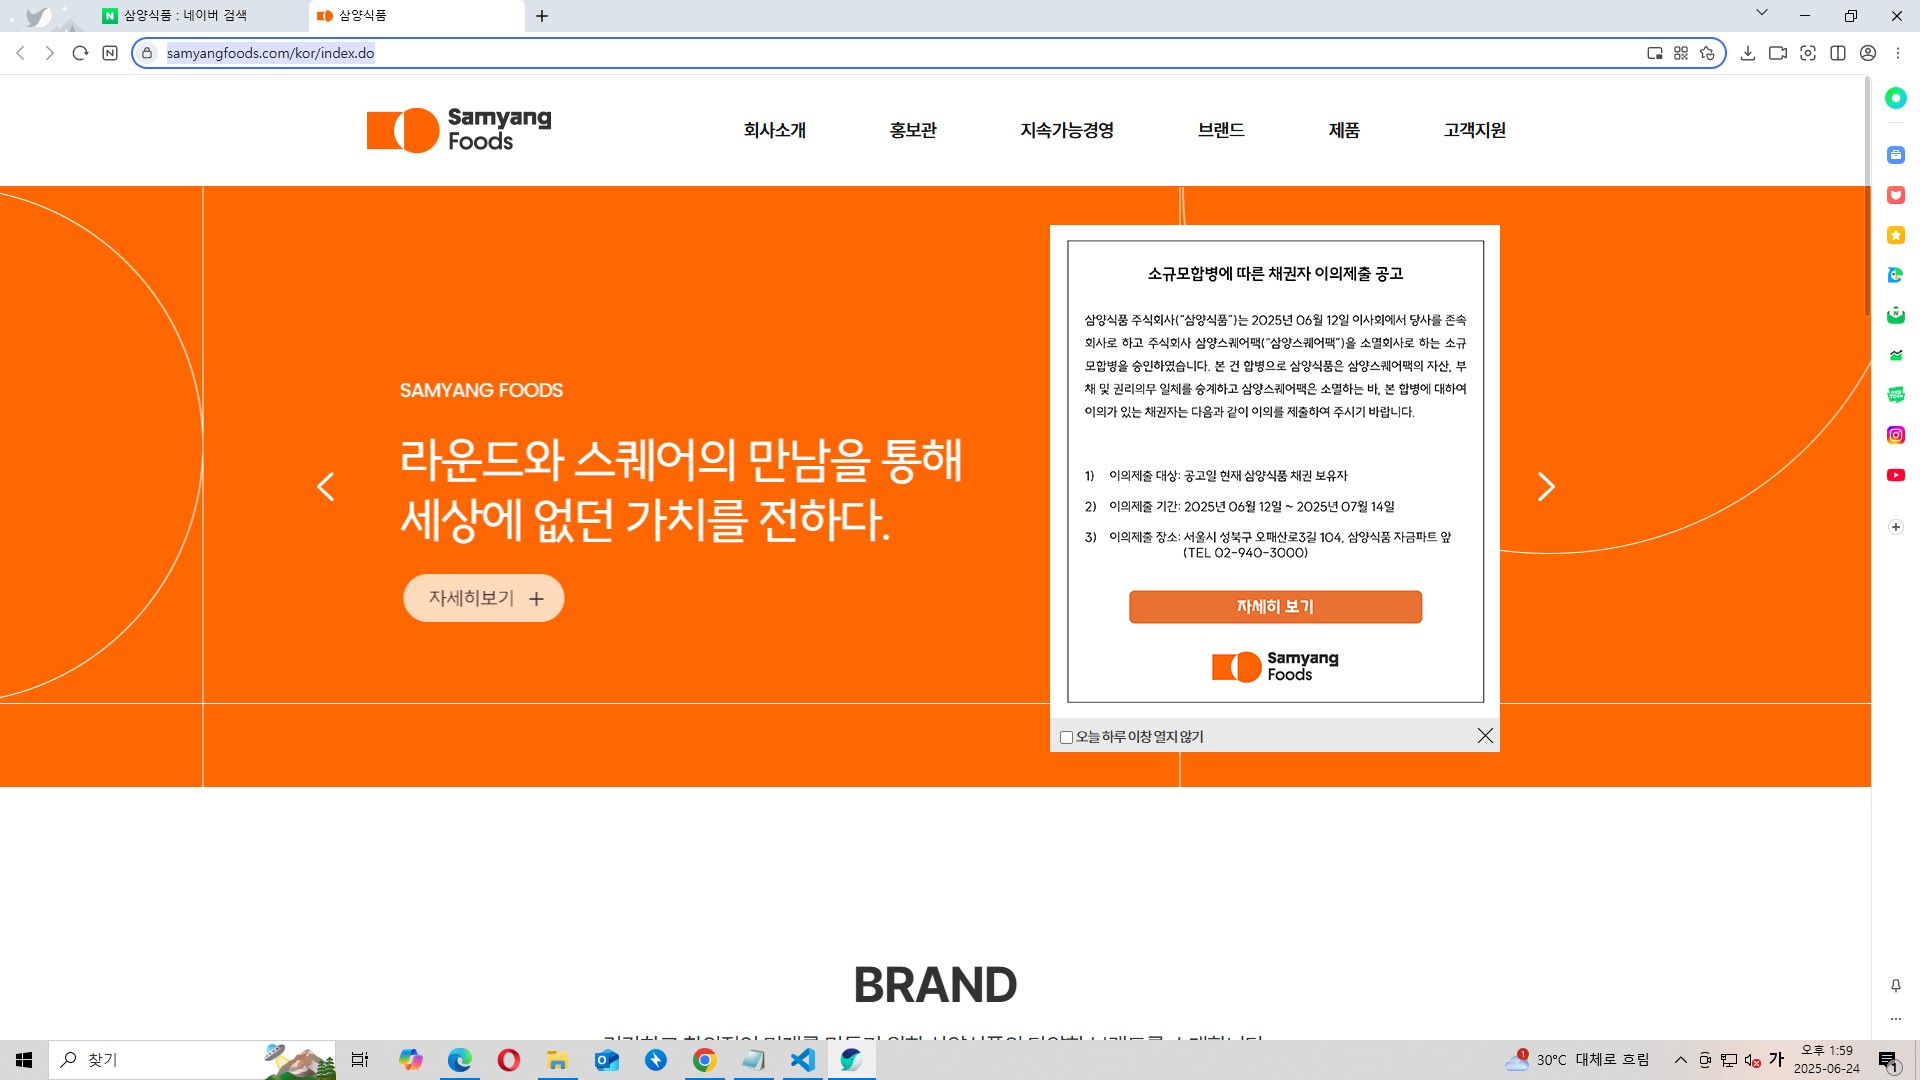 삼양식품 : 네이버 검색
삼양식품
samyangfoods.com/kor/index.do
Samyang
Foods
회사소개
홍보관
지속가능경영
브랜드
제품
고객지원
SAMYANG FOODS
라운드와 스퀘어의 만남을 통해
세상에 없던 가치를 전하다.
자세히보기 +
소규모합병에 따른 채권자 이의제출 공고
삼양식품 주식회사("삼양식품")는 2025년 06월 12일 이사회에서 당사를 존속
회사로 하고 주식회사 삼양스퀘어팩("삼양스퀘어팩")을 소멸회사로 하는 소규
모합병을 승인하였습니다. 본 건 합병으로 삼양식품은 삼양스퀘어팩의 자산, 부
채 및 권리의무 일체를 승계하고 삼양스퀘어팩은 소멸하는 바, 본 합병에 대하여
이의가 있는 채권자는 다음과 같이 이의를 제출하여 주시기 바랍니다.
1) 이의제출 대상: 공고일 현재 삼양식품 채권 보유자
2) 이의제출 기간: 2025년 06월 12일 ~ 2025년 07월 14일
3) 이의제출 장소: 서울시 성북구 오패산로3길 104, 삼양식품 자금파트 앞
(TEL 02-940-3000)
자세히 보기
Samyang
Foods
오늘 하루 이창 열지 않기
BRAND
찾기
30°C 대체로 흐림
가
오후 1:59
2025-06-24
1